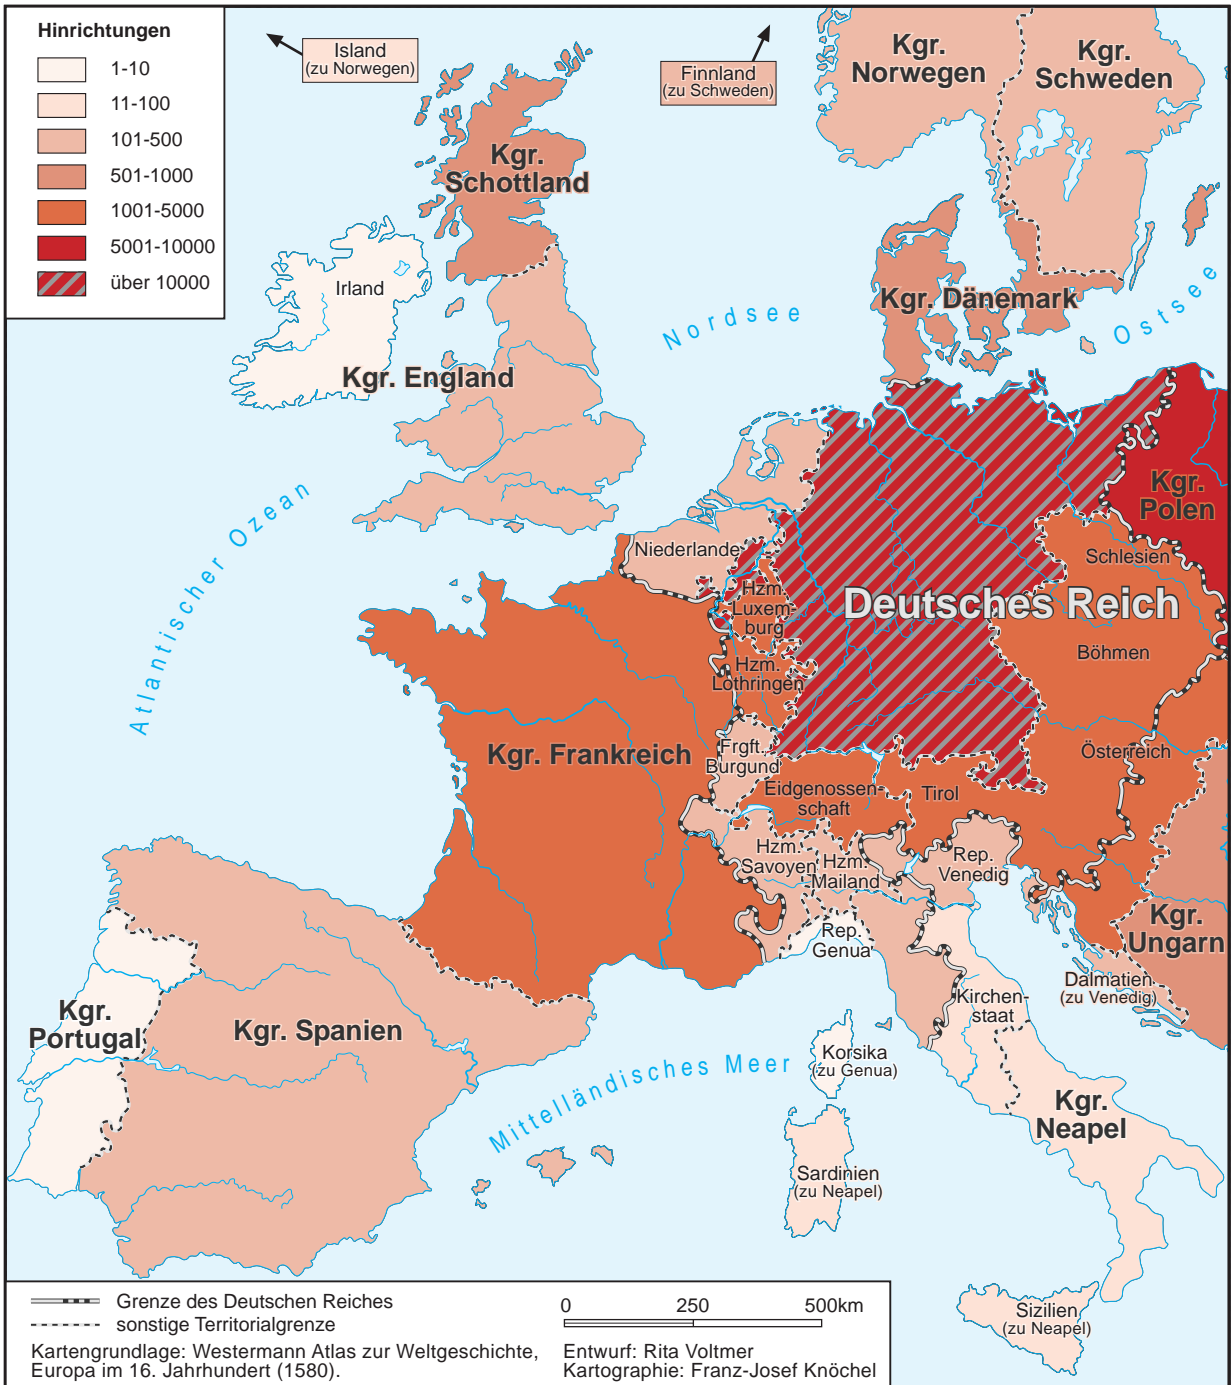 Hinrichtungen
1-10
11-100
101-500
501-1000
1001-5000
5001-10000
über 10000
Island
(zu Norwegen)
Finnland
(zu Schweden)
Kgr.
Norwegen
Kgr.
Schweden
Kgr.
Schottland
Irland
Kgr. England
Nordsee
Kgr. Dänemark
Ostsee
Atlantischer Ozean
Kgr.
Polen
Niederlande
Schlesien
Hzm.
Luxem-
burg
Deutsches Reich
Böhmen
Hzm.
Lothringen
Kgr. Frankreich
Frgft.
Burgund
Österreich
Eidgenossen-
schaft
Tirol
Hzm.
Savoyen
Hzm.
Mailand
Rep.
Venedig
Rep.
Genua
Kgr.
Ungarn
Dalmatien
(zu Venedig)
Kirchen-
staat
Kgr.
Portugal
Kgr. Spanien
Korsika
(zu Genua)
Mittelländisches Meer
Kgr.
Neapel
Sardinien
(zu Neapel)
Sizilien
(zu Neapel)
Grenze des Deutschen Reiches
sonstige Territorialgrenze
0 250 500km
Kartengrundlage: Westermann Atlas zur Weltgeschichte,
Europa im 16. Jahrhundert (1580).
Entwurf: Rita Voltmer
Kartographie: Franz-Josef Knöchel